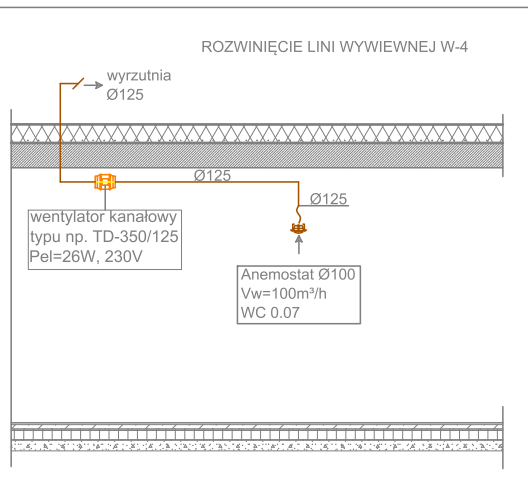 ROZWINIĘCIE LINI WYWIEWNEJ W-4
wyrzutnia
Ø125
Ø125
Ø125
wentylator kanałowy
typu np. TD-350/125
Pel=26W, 230V
Anemostat Ø100
Vw=100m³/h
WC 0.07